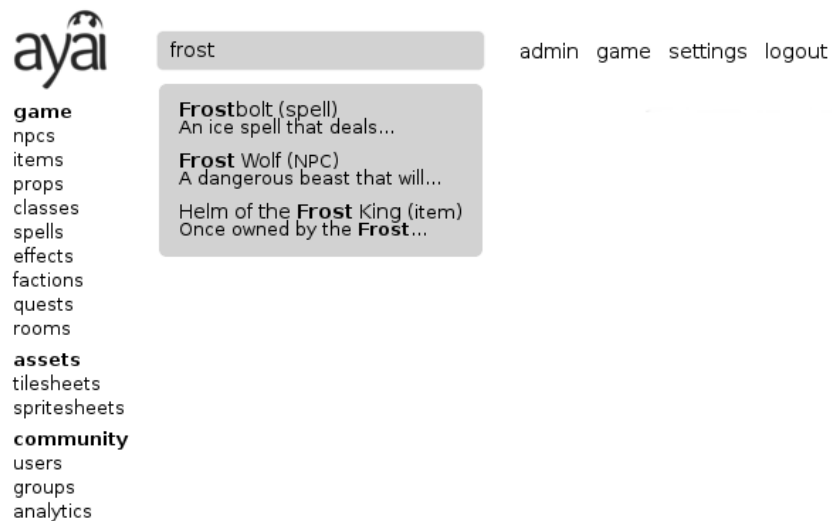 ayai
frost
admin game settings logout
Frostbolt (spell)
An ice spell that deals...
Frost Wolf (NPC)
A dangerous beast that will...
Helm of the Frost King (item)
Once owned by the Frost...
game
npcs
items
props
classes
spells
effects
factions
quests
rooms
assets
tilesheets
spritesheets
community
users
groups
analytics